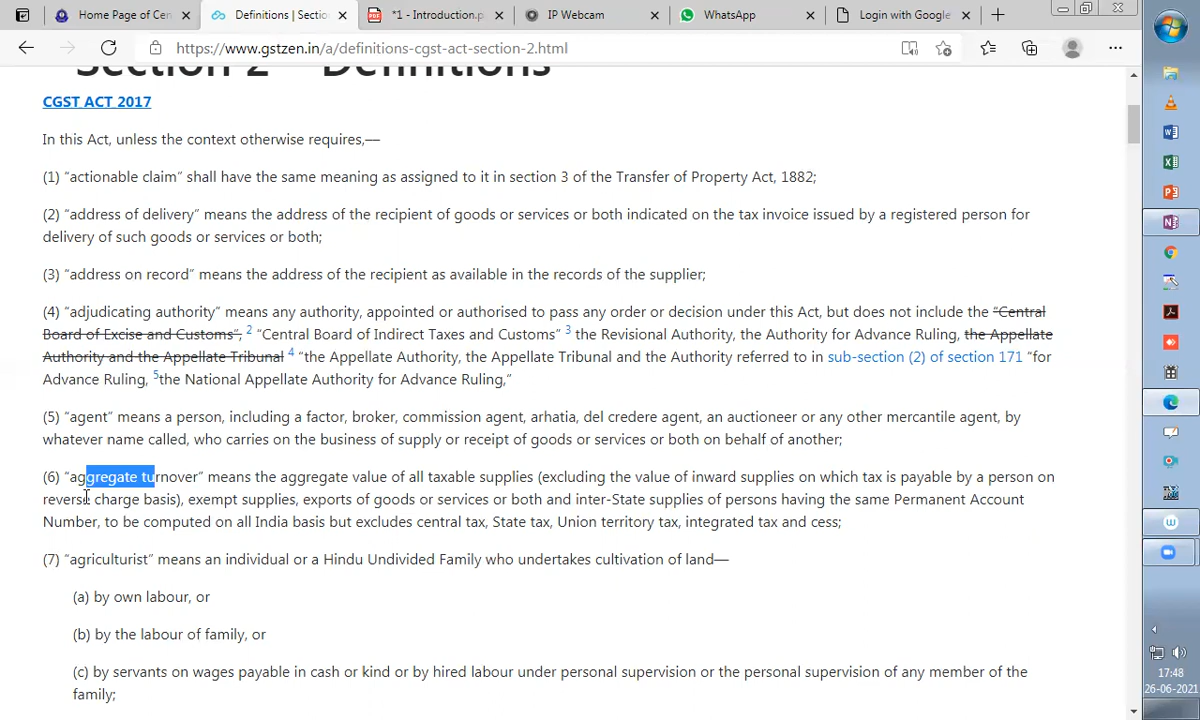 Home Page of Cen
Definitions | Sectio
*1 - Introduction.p
IP Webcam
WhatsApp
Login with Google
https://www.gstzen.in/a/definitions-cgst-act-section-2.html
Section 2 – Definitions
CGST ACT 2017
In this Act, unless the context otherwise requires,––
(1) “actionable claim” shall have the same meaning as assigned to it in section 3 of the Transfer of Property Act, 1882;
(2) “address of delivery” means the address of the recipient of goods or services or both indicated on the tax invoice issued by a registered person for
delivery of such goods or services or both;
(3) “address on record” means the address of the recipient as available in the records of the supplier;
(4) “adjudicating authority” means any authority, appointed or authorised to pass any order or decision under this Act, but does not include the “Central
Board of Excise and Customs”, 2 “Central Board of Indirect Taxes and Customs” 3 the Revisional Authority, the Authority for Advance Ruling, the Appellate
Authority and the Appellate Tribunal 4 “the Appellate Authority, the Appellate Tribunal and the Authority referred to in sub-section (2) of section 171 “for
Advance Ruling, 5the National Appellate Authority for Advance Ruling,”
(5) “agent” means a person, including a factor, broker, commission agent, arhatia, del credere agent, an auctioneer or any other mercantile agent, by
whatever name called, who carries on the business of supply or receipt of goods or services or both on behalf of another;
(6) “aggregate turnover” means the aggregate value of all taxable supplies (excluding the value of inward supplies on which tax is payable by a person on
reverse charge basis), exempt supplies, exports of goods or services or both and inter-State supplies of persons having the same Permanent Account
Number, to be computed on all India basis but excludes central tax, State tax, Union territory tax, integrated tax and cess;
(7) “agriculturist” means an individual or a Hindu Undivided Family who undertakes cultivation of land—
(a) by own labour, or
(b) by the labour of family, or
(c) by servants on wages payable in cash or kind or by hired labour under personal supervision or the personal supervision of any member of the
family;
17:48
26-06-2021